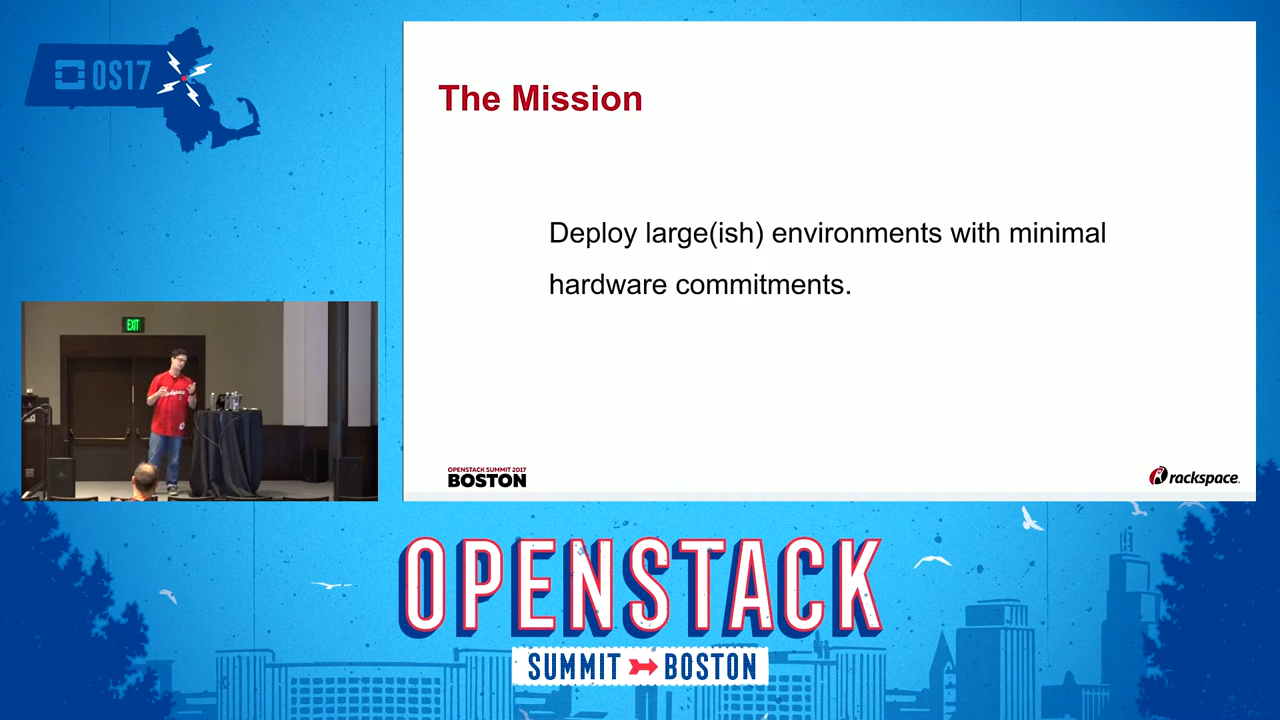 OS17
The Mission
Deploy large(ish) environments with minimal
hardware commitments.
EXIT
rackspace
OPENSTACK SUMMIT 2017
BOSTON
rackspace.
OPENSTACK
SUMMIT BOSTON